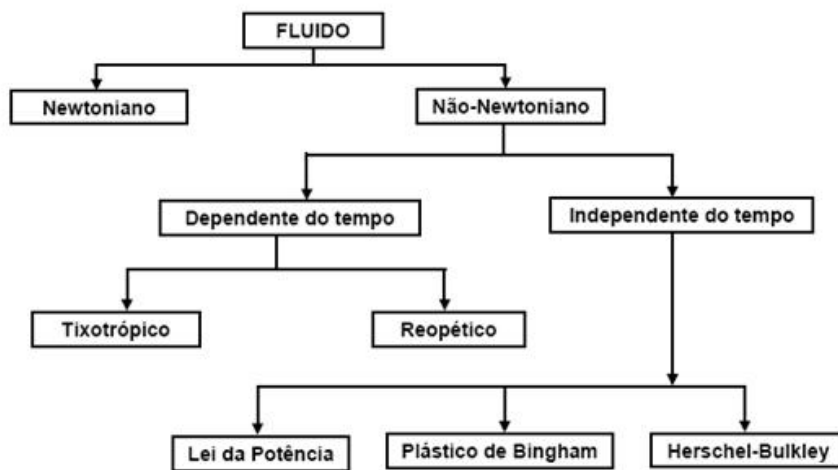 FLUIDO
Newtoniano
Não-Newtoniano
Dependente do tempo
Independente do tempo
Tixotrópico
Reopético
Lei da Potência
Plástico de Bingham
Herschel-Bulkley